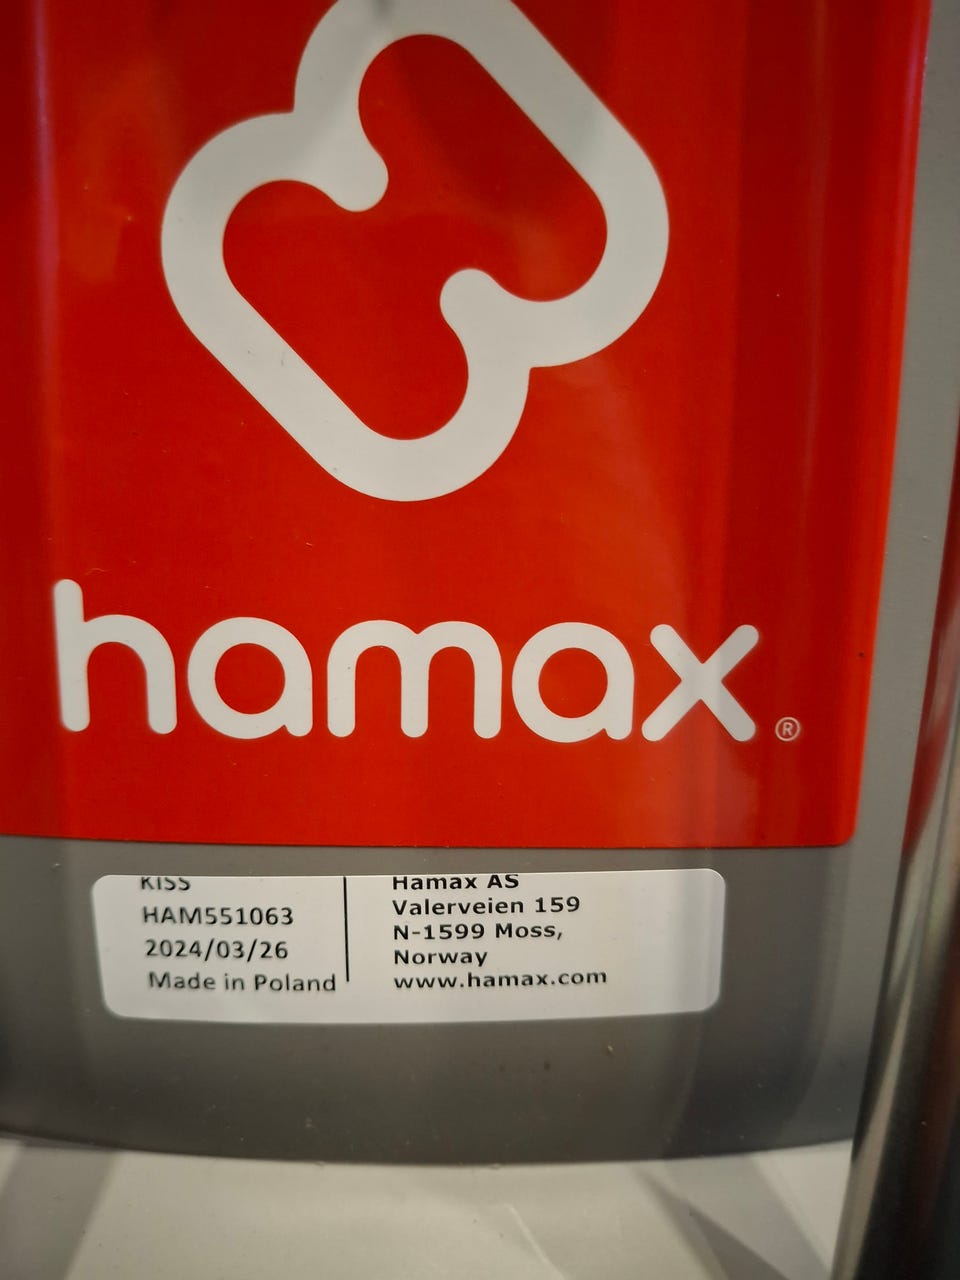 hamax®
KISS
HAM551063
2024/03/26
Made in Poland
Hamax AS
Valerveien 159
N-1599 Moss,
Norway
www.hamax.com